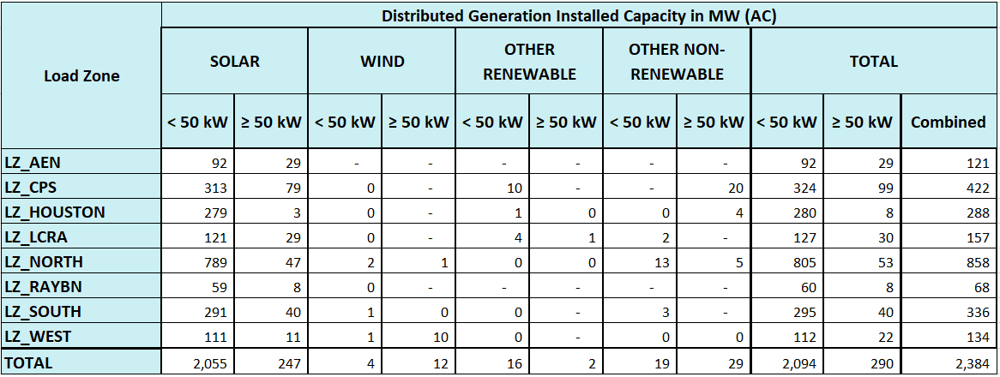 Distributed Generation Installed Capacity in MW (AC)
Load Zone
SOLAR WIND OTHER RENEWABLE OTHER NON-RENEWABLE TOTAL
< 50 kW ≥ 50 kW < 50 kW ≥ 50 kW < 50 kW ≥ 50 kW < 50 kW ≥ 50 kW < 50 kW ≥ 50 kW Combined
LZ_AEN 92 29 - - - - - - 92 29 121
LZ_CPS 313 79 0 - 10 - - 20 324 99 422
LZ_HOUSTON 279 3 0 - 1 0 0 4 280 8 288
LZ_LCRA 121 29 0 - 4 1 2 - 127 30 157
LZ_NORTH 789 47 2 1 0 0 13 5 805 53 858
LZ_RAYBN 59 8 0 - - - - - 60 8 68
LZ_SOUTH 291 40 1 0 0 - 3 - 295 40 336
LZ_WEST 111 11 1 10 0 - 0 0 112 22 134
TOTAL 2,055 247 4 12 16 2 19 29 2,094 290 2,384